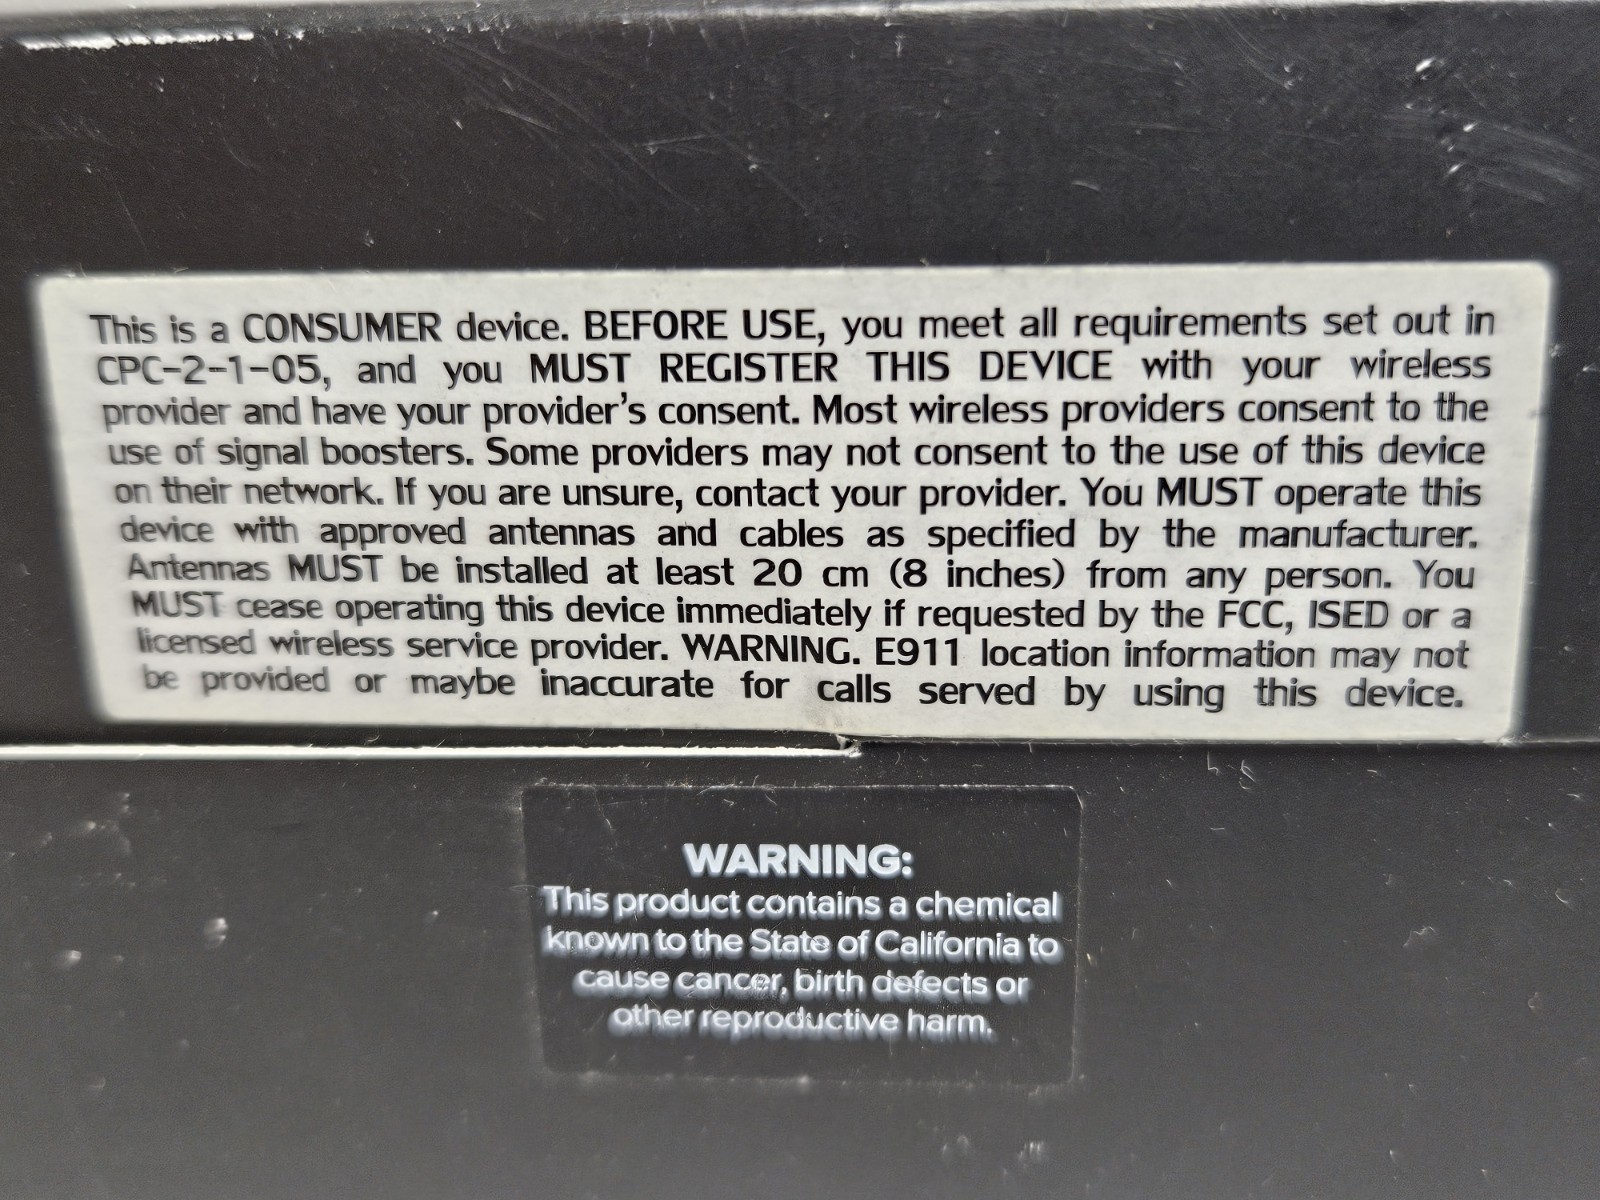 This is a CONSUMER device. BEFORE USE, you meet all requirements set out in
CPC-2-1-05, and you MUST REGISTER THIS DEVICE with your wireless
provider and have your provider's consent. Most wireless providers consent to the
use of signal boosters. Some providers may not consent to the use of this device
on their network. If you are unsure, contact your provider. You MUST operate this
device with approved antennas and cables as specified by the manufacturer.
Antennas MUST be installed at least 20 cm (8 inches) from any person. You
MUST cease operating this device immediately if requested by the FCC, ISED or a
licensed wireless service provider. WARNING. E911 location information may not
be provided or maybe inaccurate for calls served by using this device.
WARNING:
This product contains a chemical
known to the State of California to
cause cancer, birth defects or
other reproductive harm.